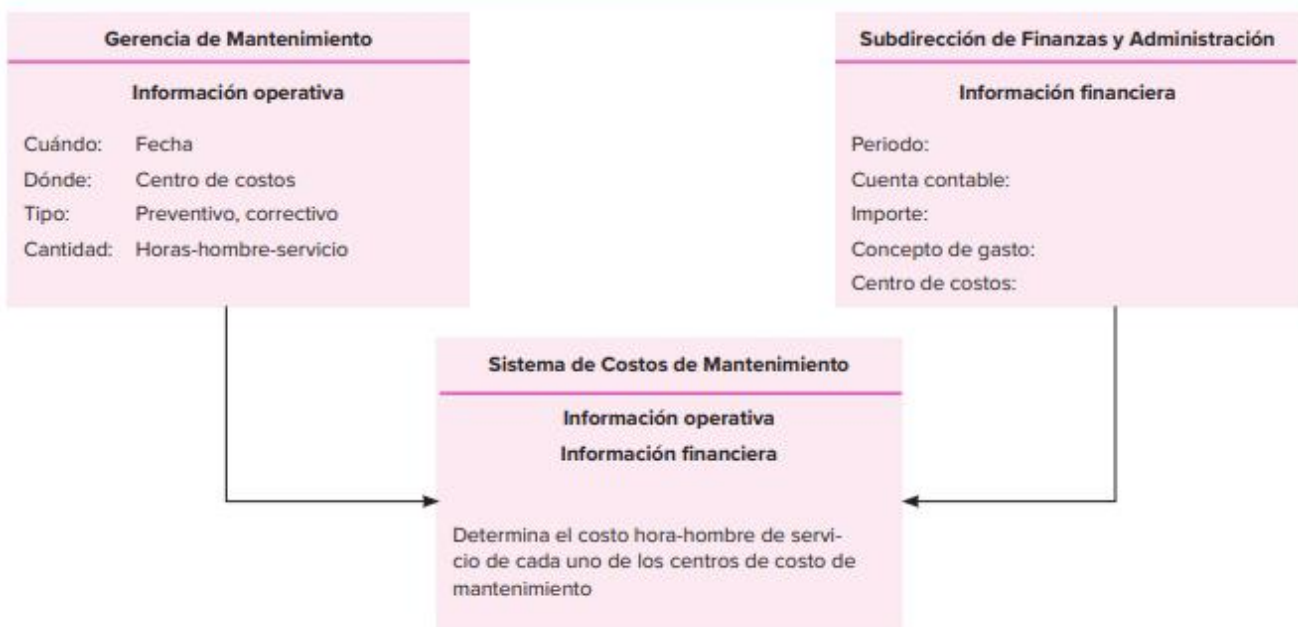 Gerencia de Mantenimiento
Información operativa
Cuándo: Fecha
Dónde: Centro de costos
Tipo: Preventivo, correctivo
Cantidad: Horas-hombre-servicio
Subdirección de Finanzas y Administración
Información financiera
Periodo:
Cuenta contable:
Importe:
Concepto de gasto:
Centro de costos:
Sistema de Costos de Mantenimiento
Información operativa
Información financiera
Determina el costo hora-hombre de servi-
cio de cada uno de los centros de costo de
mantenimiento